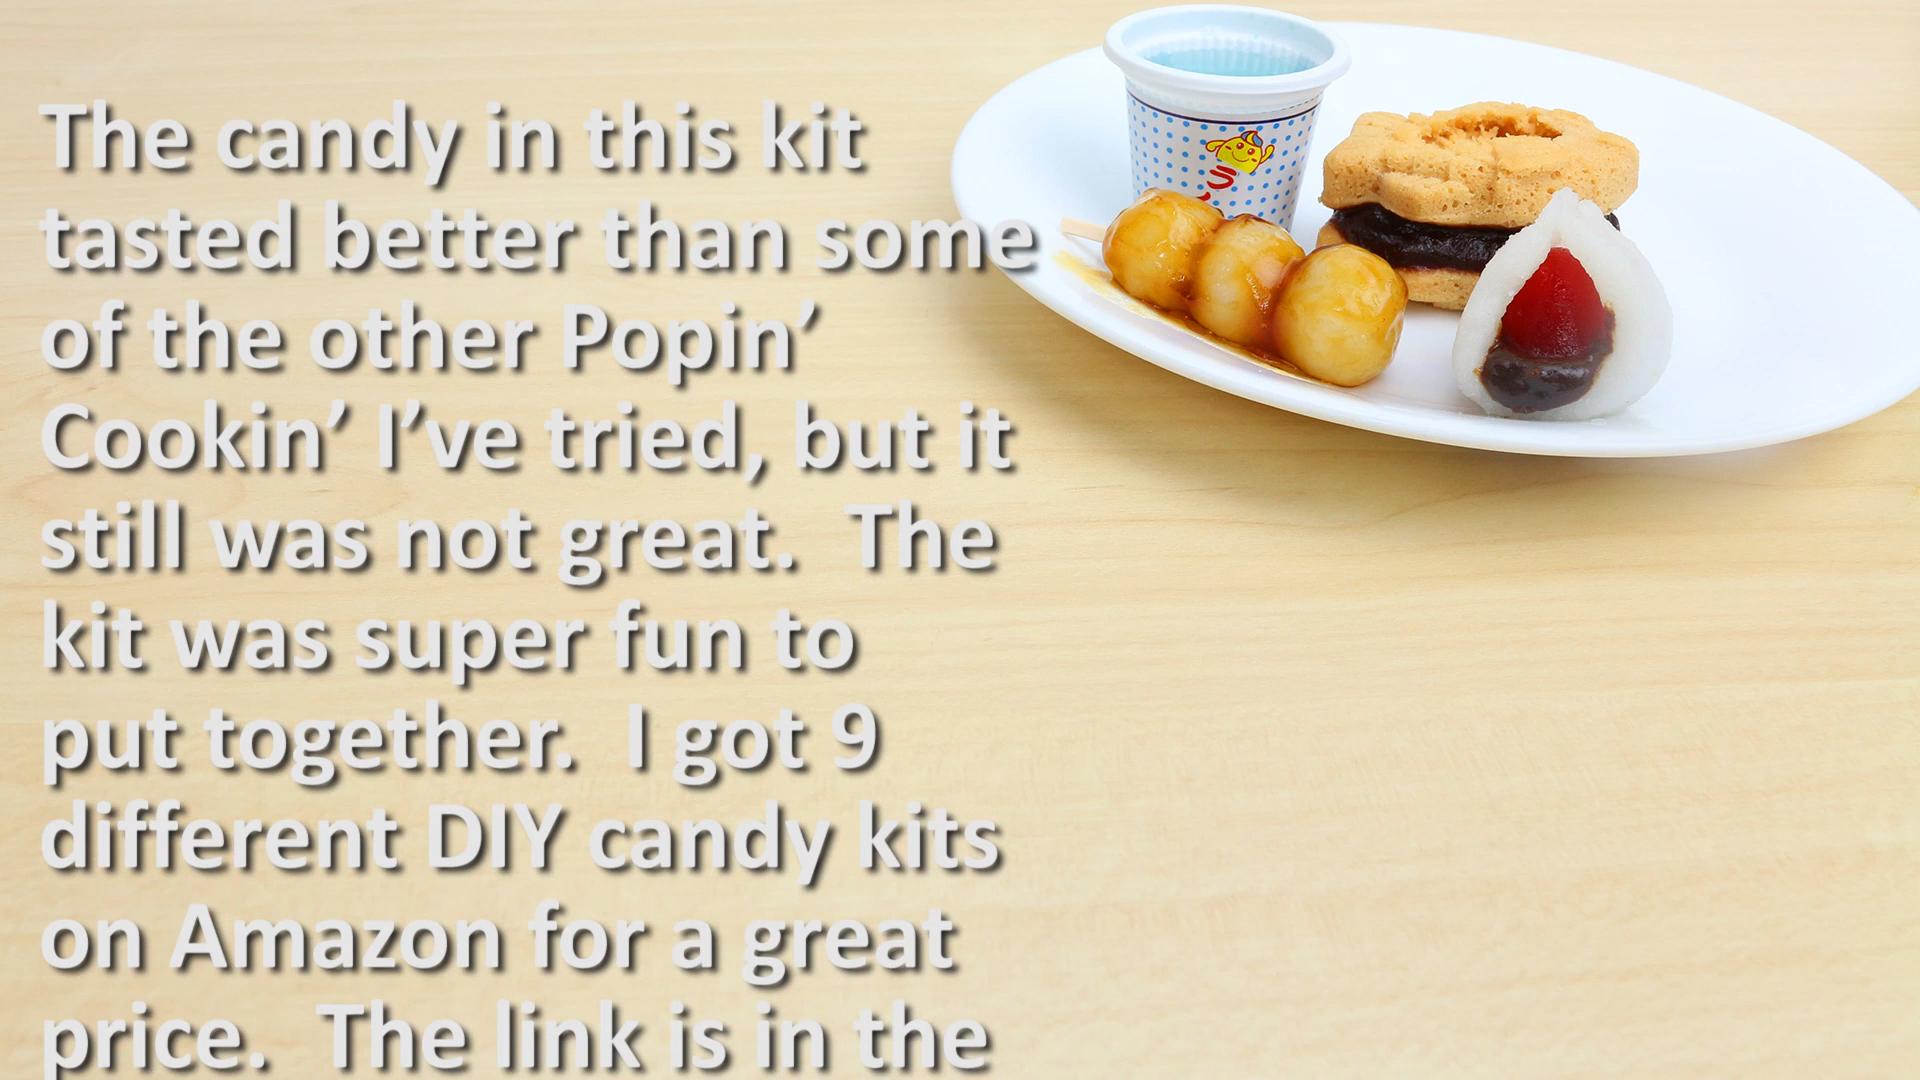 The candy in this kit
tasted better than some
of the other Popin’
Cookin’ I’ve tried, but it
still was not great.  The
kit was super fun to
put together.  I got 9
different DIY candy kits
on Amazon for a great
price.  The link is in the
ラ